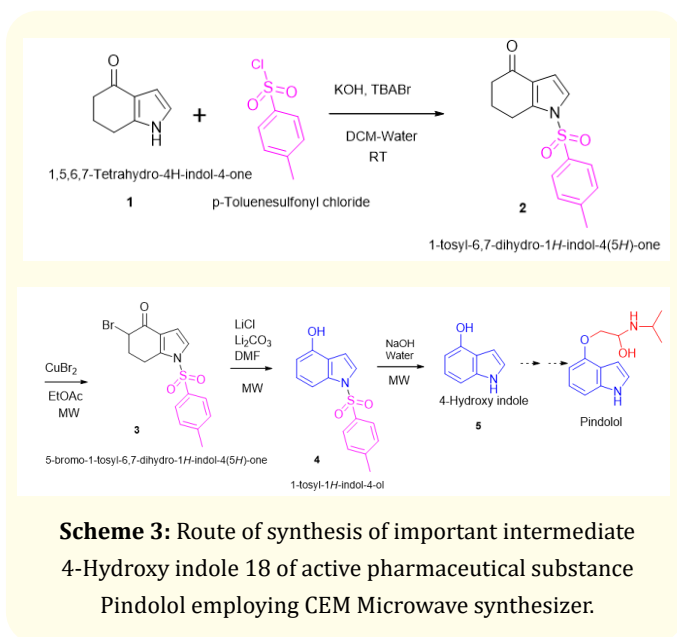 O
N
H
1,5,6,7-Tetrahydro-4H-indol-4-one
1
+
Cl
O
S
O
p-Toluenesulfonyl chloride
KOH, TBABr
DCM-Water
RT
O
N
S
O
O
2
1-tosyl-6,7-dihydro-1H-indol-4(5H)-one
CuBr2
EtOAc
MW
Br
O
N
S
O
O
3
5-bromo-1-tosyl-6,7-dihydro-1H-indol-4(5H)-one
LiCl
Li2CO3
DMF
MW
OH
N
S
O
O
4
1-tosyl-1H-indol-4-ol
NaOH
Water
MW
OH
N
H
4-Hydroxy indole
5
H
N
O
OH
N
H
Pindolol
Scheme 3: Route of synthesis of important intermediate
4-Hydroxy indole 18 of active pharmaceutical substance
Pindolol employing CEM Microwave synthesizer.